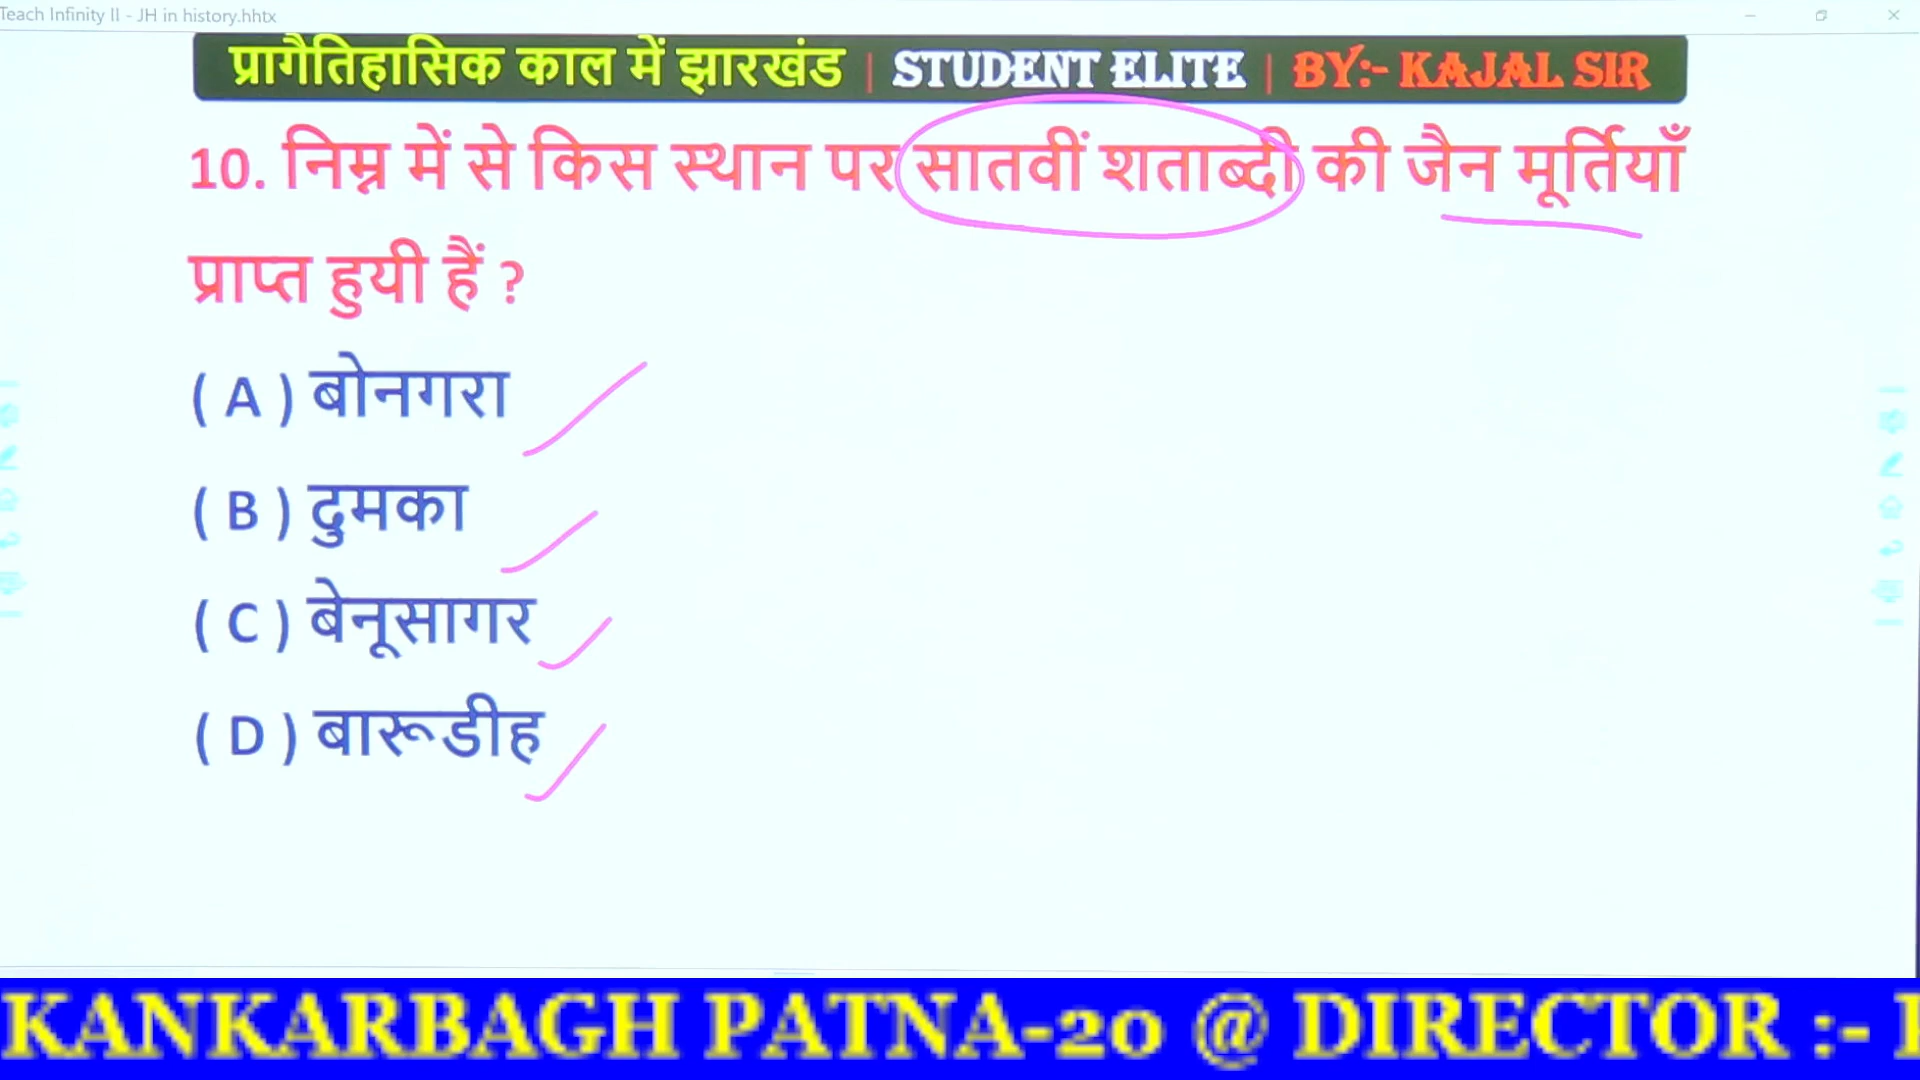 Teach Infinity II - JH in history.hhtx
प्रागैतिहासिक काल में झारखंड | STUDENT ELITE | BY:- KAJAL SIR
10. निम्न में से किस स्थान पर सातवीं शताब्दी की जैन मूर्तियाँ
प्राप्त हुयी हैं ?
( A ) बोनगरा
( B ) दुमका
( C ) बेनूसागर
( D ) बारूडीह
KANKARBAGH PATNA-20 @ DIRECTOR :-